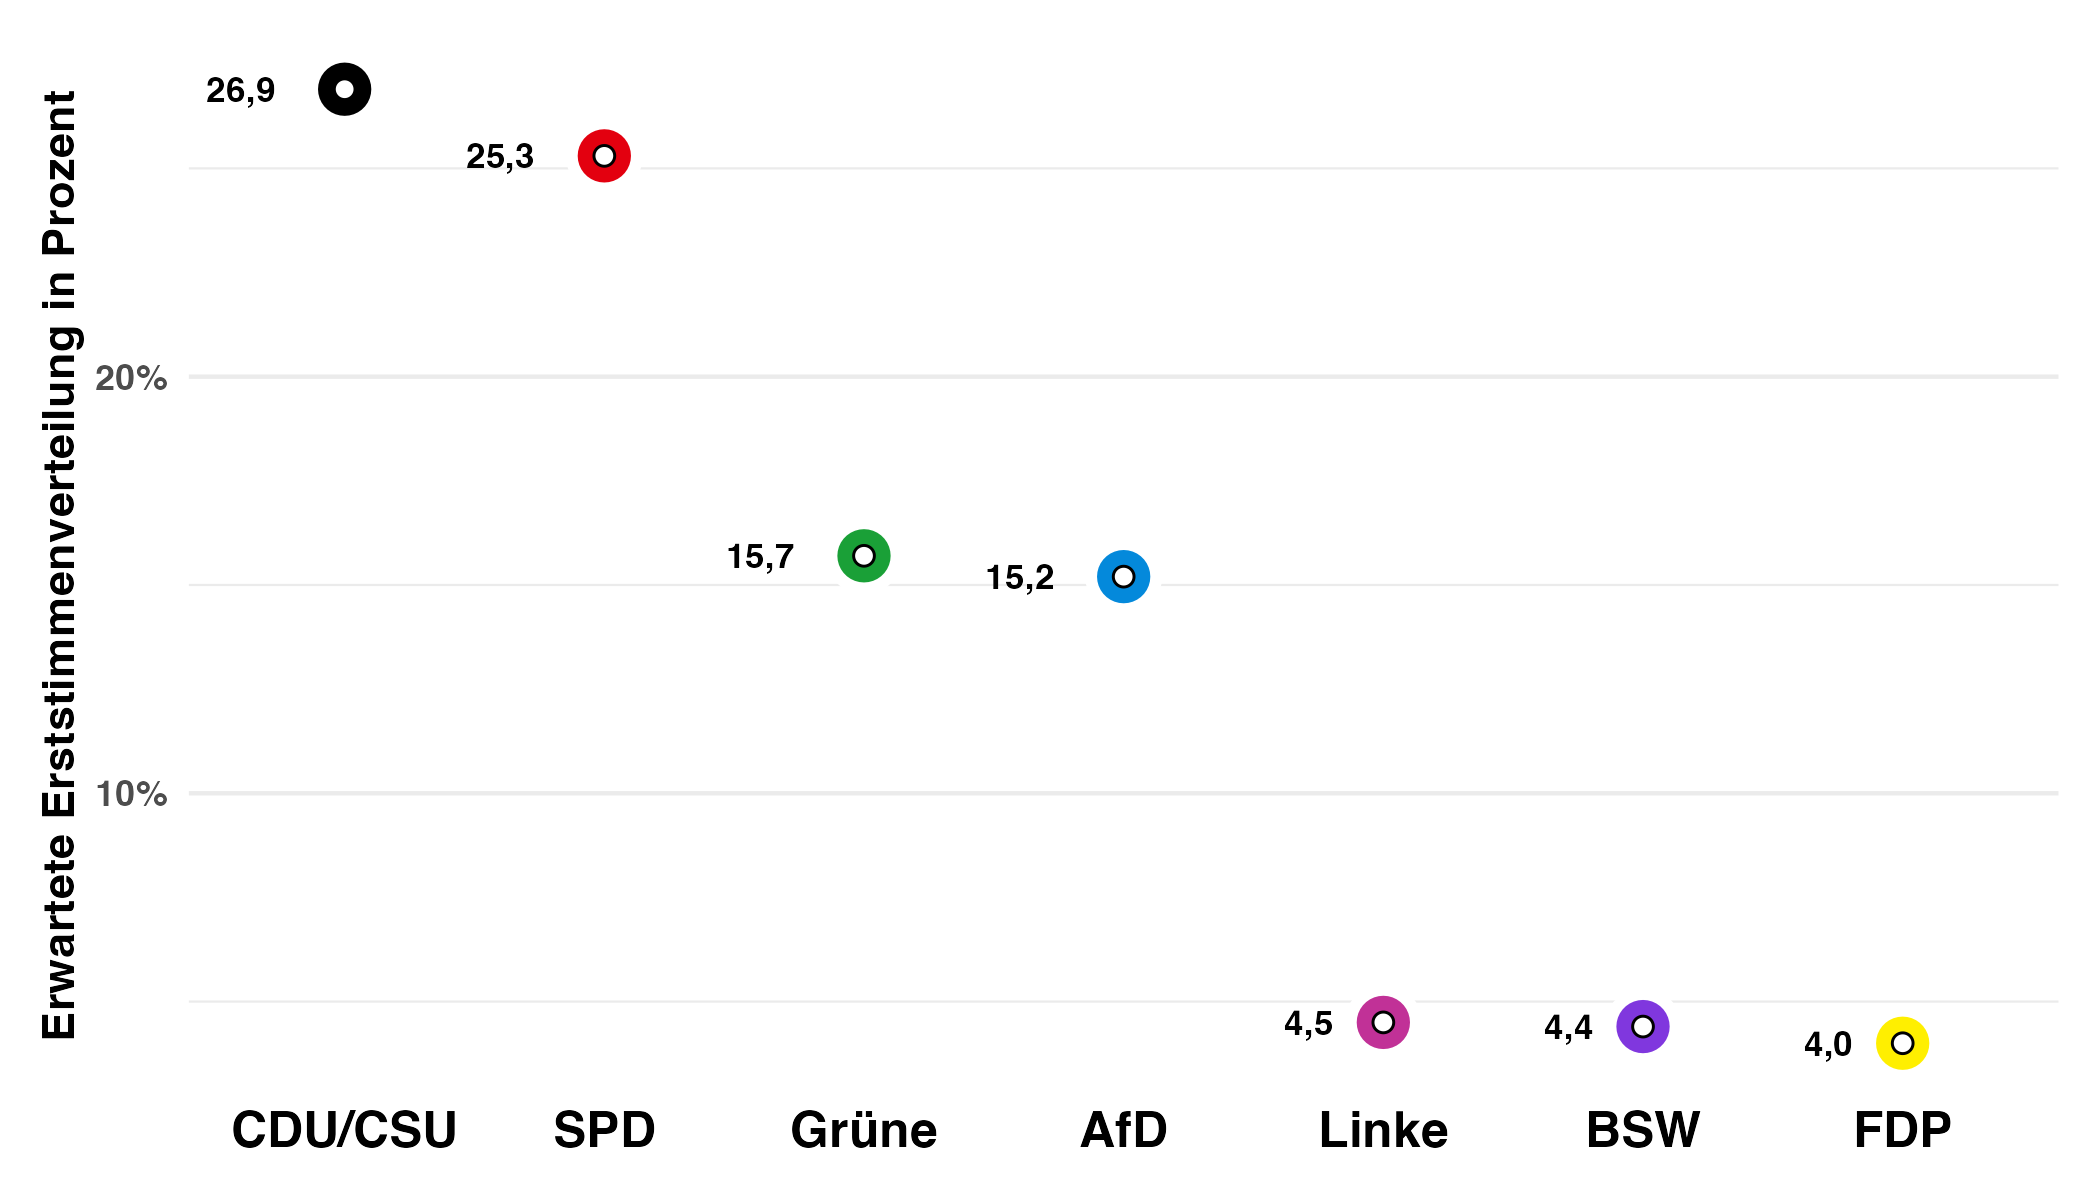 Erwartete Erststimmenverteilung in Prozent
26,9
25,3
20%
15,7
15,2
10%
4,5
4,4
4,0
CDU/CSU
SPD
Grüne
AfD
Linke
BSW
FDP